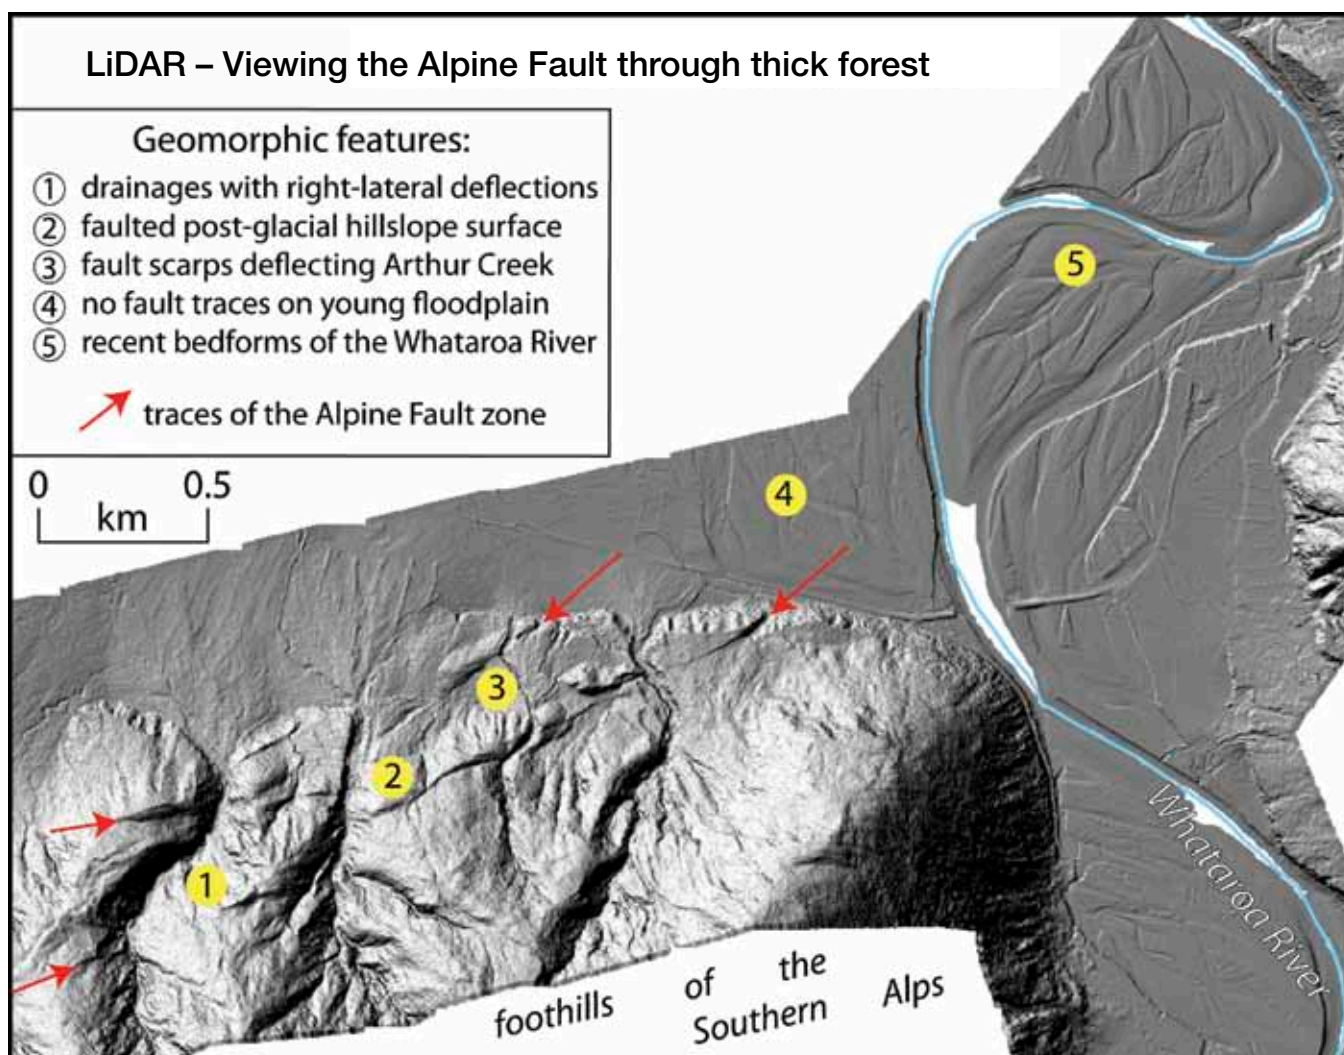 LiDAR – Viewing the Alpine Fault through thick forest
Geomorphic features:
1 drainages with right-lateral deflections
2 faulted post-glacial hillslope surface
3 fault scarps deflecting Arthur Creek
4 no fault traces on young floodplain
5 recent bedforms of the Whataroa River
traces of the Alpine Fault zone
0 0.5
km
5
4
3
2
1
Whataroa River
foothills of the
Southern Alps